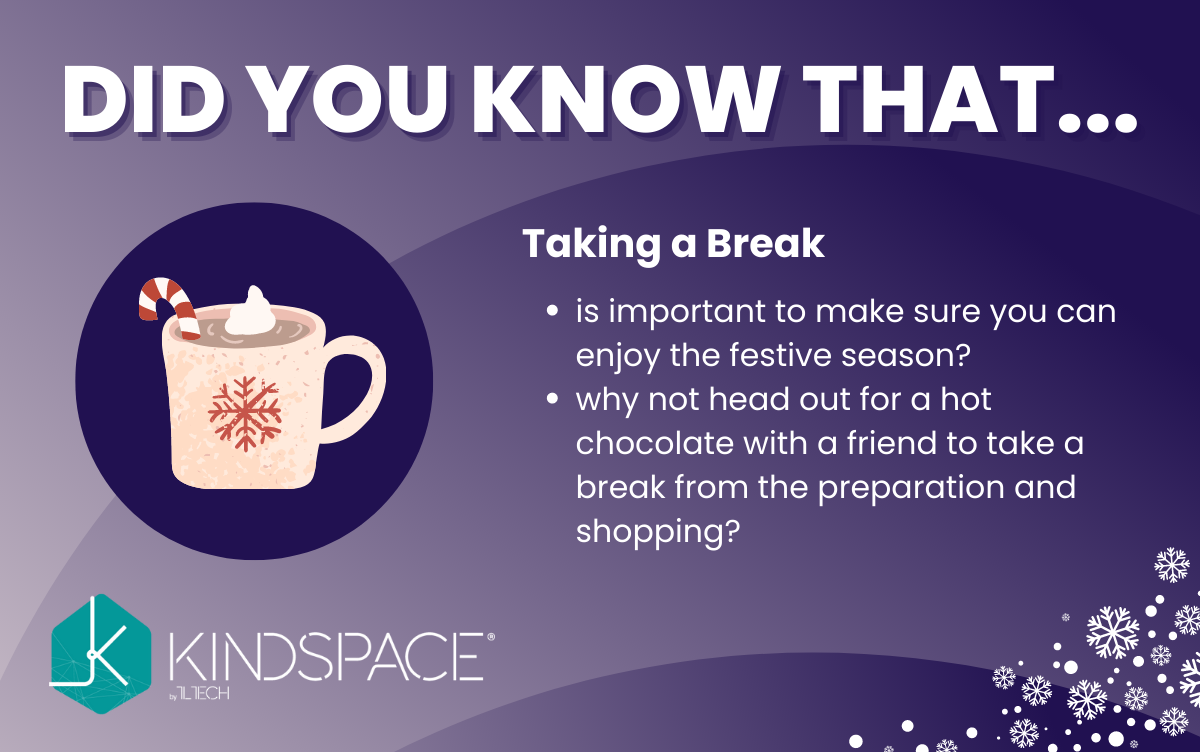 DID YOU KNOW THAT...
Taking a Break
• is important to make sure you can
enjoy the festive season?
• why not head out for a hot
chocolate with a friend to take a
break from the preparation and
shopping?
KINDSPACE®
by TLTECH